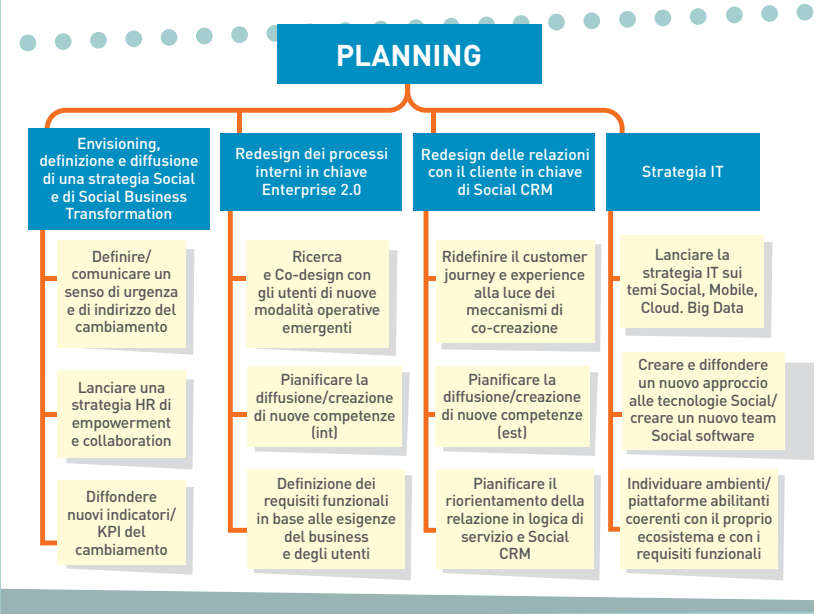 PLANNING
Envisioning,
definizione e diffusione
di una strategia Social
e di Social Business
Transformation
Definire/
comunicare un
senso di urgenza
e di indirizzo del
cambiamento
Lanciare una
strategia HR di
empowerment
e collaboration
Diffondere
nuovi indicatori/
KPI del
cambiamento
Redesign dei processi
interni in chiave
Enterprise 2.0
Ricerca
e Co-design con
gli utenti di nuove
modalità operative
emergenti
Pianificare la
diffusione/creazione
di nuove competenze
(int)
Definizione dei
requisiti funzionali
in base alle esigenze
del business
e degli utenti
Redesign delle relazioni
con il cliente in chiave
di Social CRM
Ridefinire il customer
journey e experience
alla luce dei
meccanismi di
co-creazione
Pianificare la
diffusione/creazione
di nuove competenze
(est)
Pianificare il
riorientamento della
relazione in logica di
servizio e Social
CRM
Strategia IT
Lanciare la
strategia IT sui
temi Social, Mobile,
Cloud. Big Data
Creare e diffondere
un nuovo approccio
alle tecnologie Social/
creare un nuovo team
Social software
Individuare ambienti/
piattaforme abilitanti
coerenti con il proprio
ecosistema e con i
requisiti funzionali